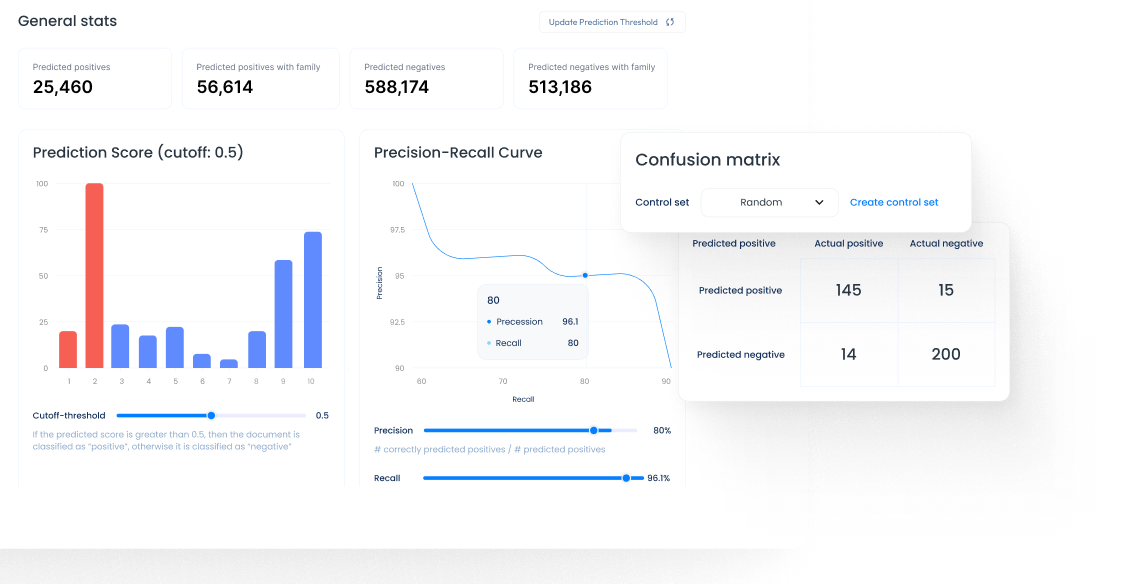 General stats
Update Prediction Threshold
Predicted positives
25,460
Predicted positives with family
56,614
Predicted negatives
588,174
Predicted negatives with family
513,186
Prediction Score (cutoff: 0.5)
100
75
50
25
0
1 2 3 4 5 6 7 8 9 10
Cutoff-threshold 0.5
If the predicted score is greater than 0.5, then the document is
classified as “positive”, otherwise it is classified as “negative”
Precision-Recall Curve
100
97.5
95
92.5
90
Precision
80
Precession 96.1
Recall 80
60 70 80 90
Recall
Precision 80%
# correctly predicted positives / # predicted positives
Recall 96.1%
Confusion matrix
Control set Random Create control set
Predicted positive Actual positive Actual negative
Predicted positive 145 15
Predicted negative 14 200